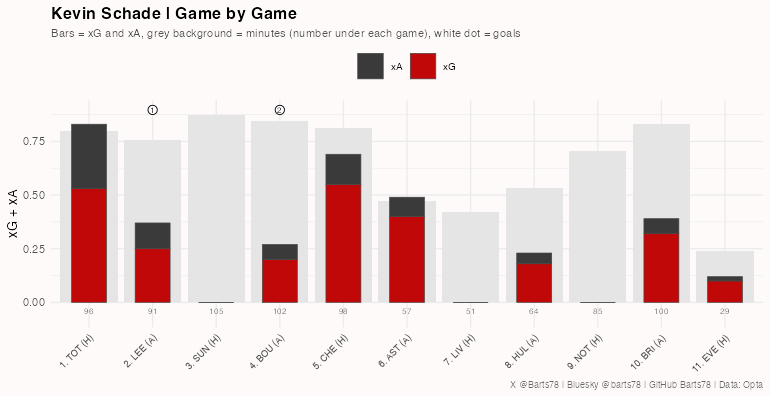 Kevin Schade | Game by Game
Bars = xG and xA, grey background = minutes (number under each game), white dot = goals
xA xG
xG + xA
0.75
0.50
0.25
0.00
1 2
96 91 105 102 98 57 51 64 85 100 29
1. TOT (H) 2. LEE (A) 3. SUN (H) 4. BOU (A) 5. CHE (H) 6. AST (A) 7. LIV (H) 8. HUL (A) 9. NOT (H) 10. BRI (A) 11. EVE (H)
X @Barts78 | Bluesky @barts78 | GitHub Barts78 | Data: Opta